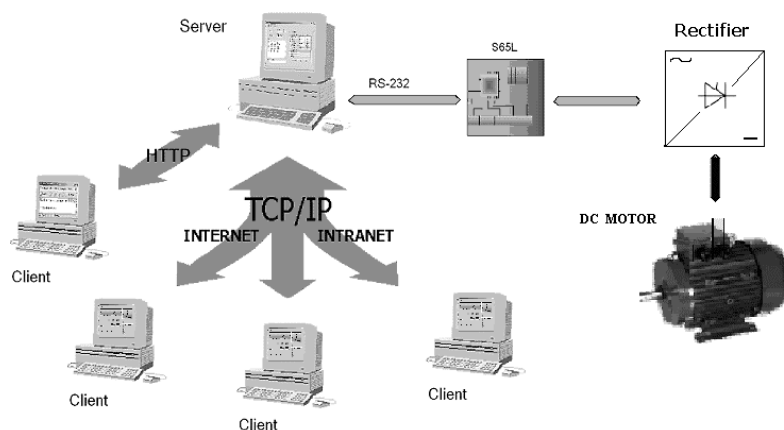 Server
S65L
Rectifier
RS-232
HTTP
TCP/IP
INTERNET
INTRANET
DC MOTOR
Client
Client
Client
Client